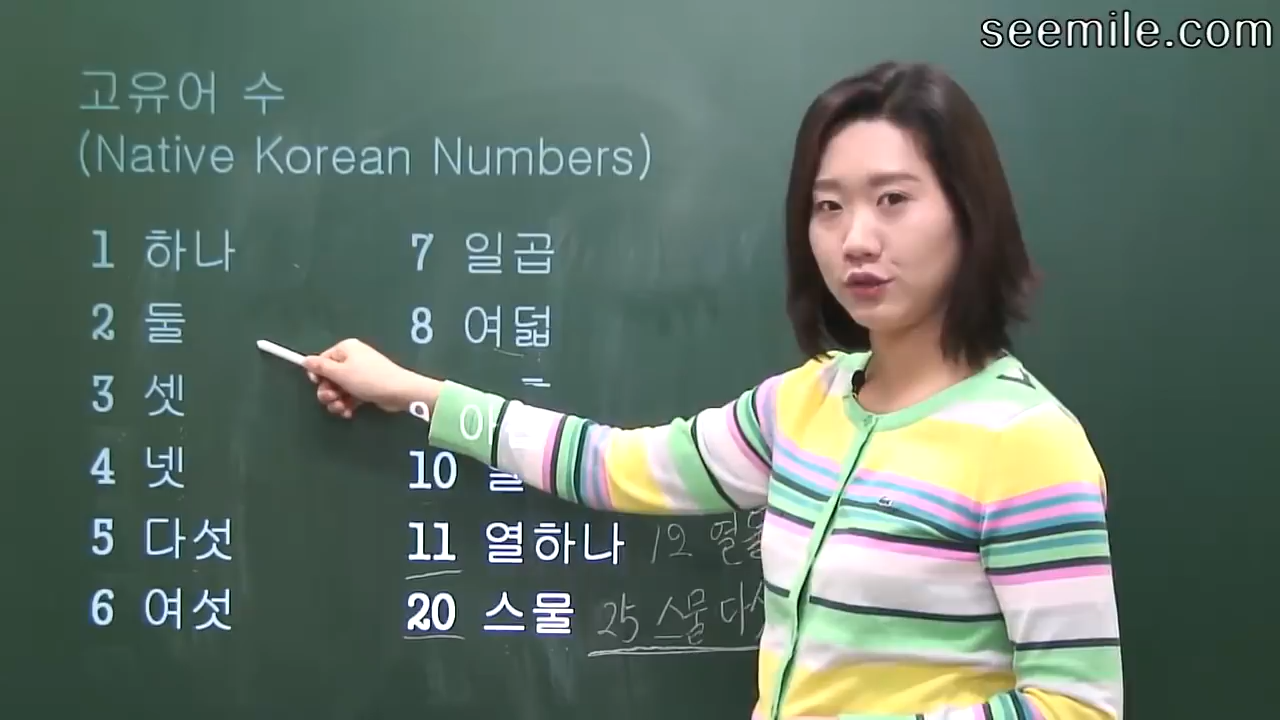 seemile.com
고유어 수
(Native Korean Numbers)
1 하나
2 둘
3 셋
4 넷
5 다섯
6 여섯
7 일곱
8 여덟
9
10
11 열하나 12 열둘
20 스물 25 스물